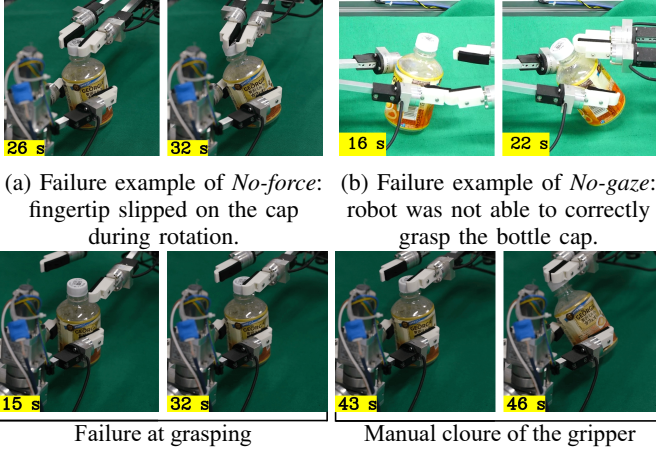 26 s
32 s
16 s
22 s
(a) Failure example of No-force:
fingertip slipped on the cap
during rotation.
(b) Failure example of No-gaze:
robot was not able to correctly
grasp the bottle cap.
15 s
32 s
43 s
46 s
Failure at grasping
Manual cloure of the gripper